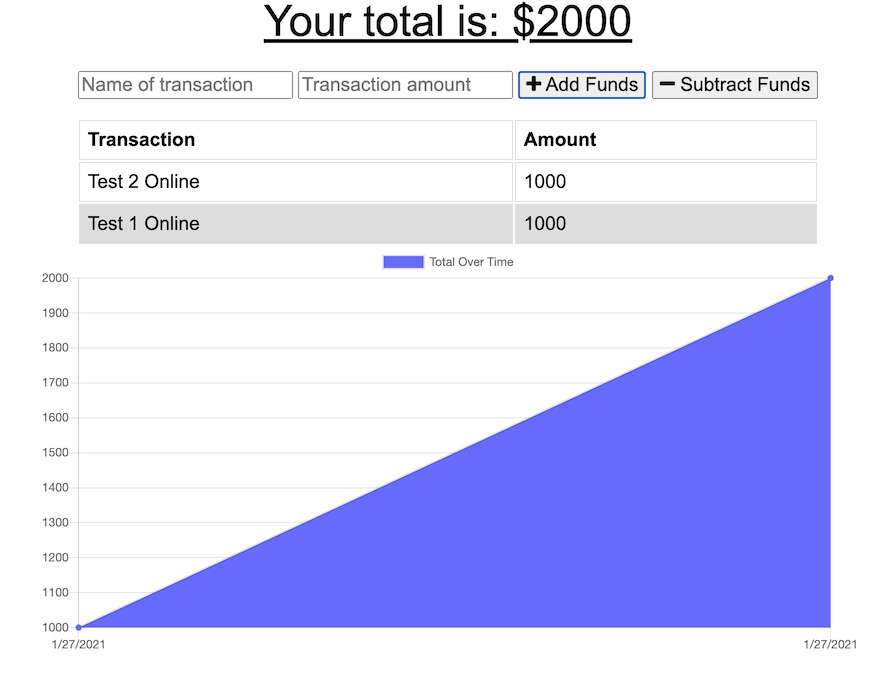 Your total is: $2000
Name of transaction Transaction amount + Add Funds − Subtract Funds
Transaction Amount
Test 2 Online 1000
Test 1 Online 1000
Total Over Time
2000
1900
1800
1700
1600
1500
1400
1300
1200
1100
1000
1/27/2021 1/27/2021